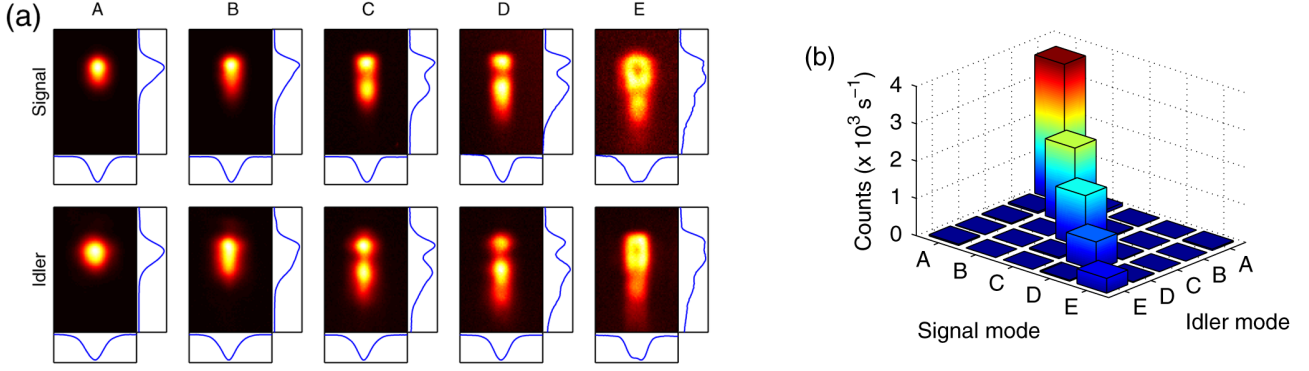 (a)
A B C D E
Signal
Idler
(b)
Counts (x 10³ s⁻¹)
4
3
2
1
0
A B C D E
Signal mode
E D C B A
Idler mode